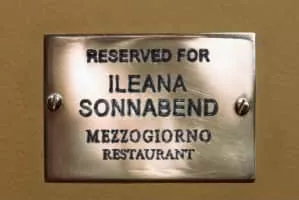 RESERVED FOR
ILEANA
SONNABEND
MEZZOGIORNO
RESTAURANT